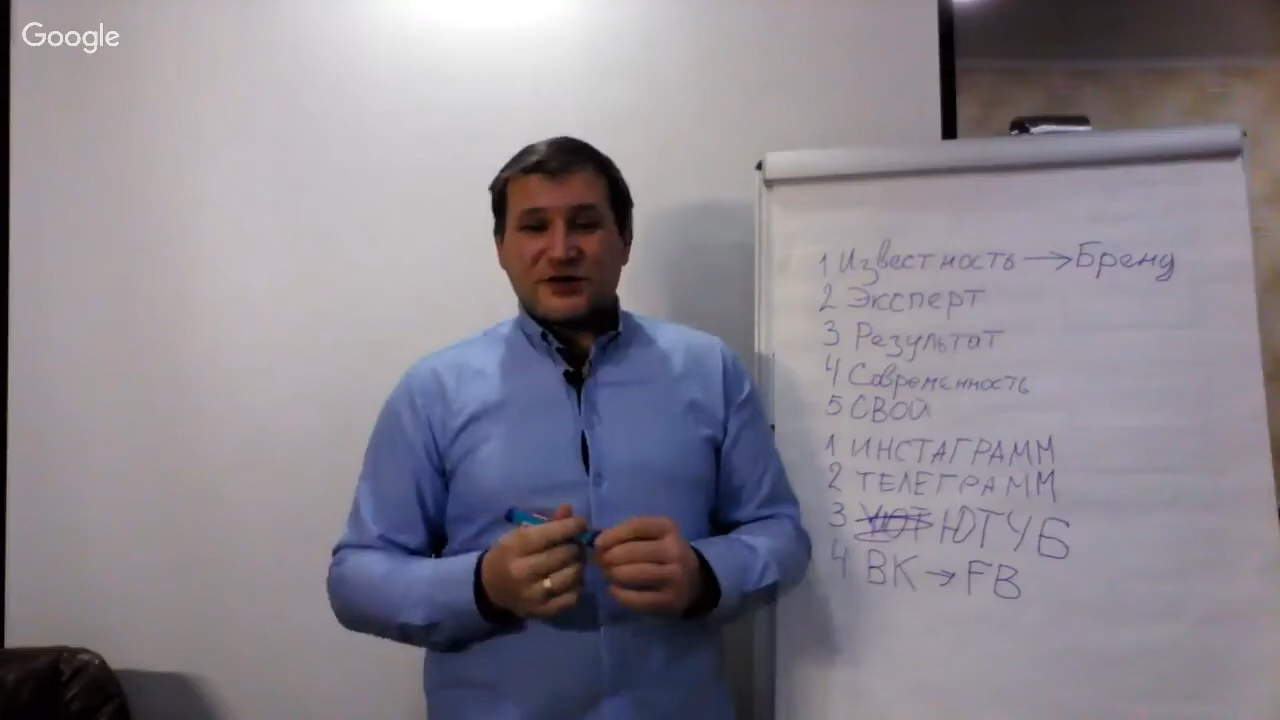 Google
1 Известность → Бренд
2 Эксперт
3 Результат
4 Современность
5 СВОЙ
1 ИНСТАГРАММ
2 ТЕЛЕГРАММ
3 ЮТУБ
4 ВК → FB